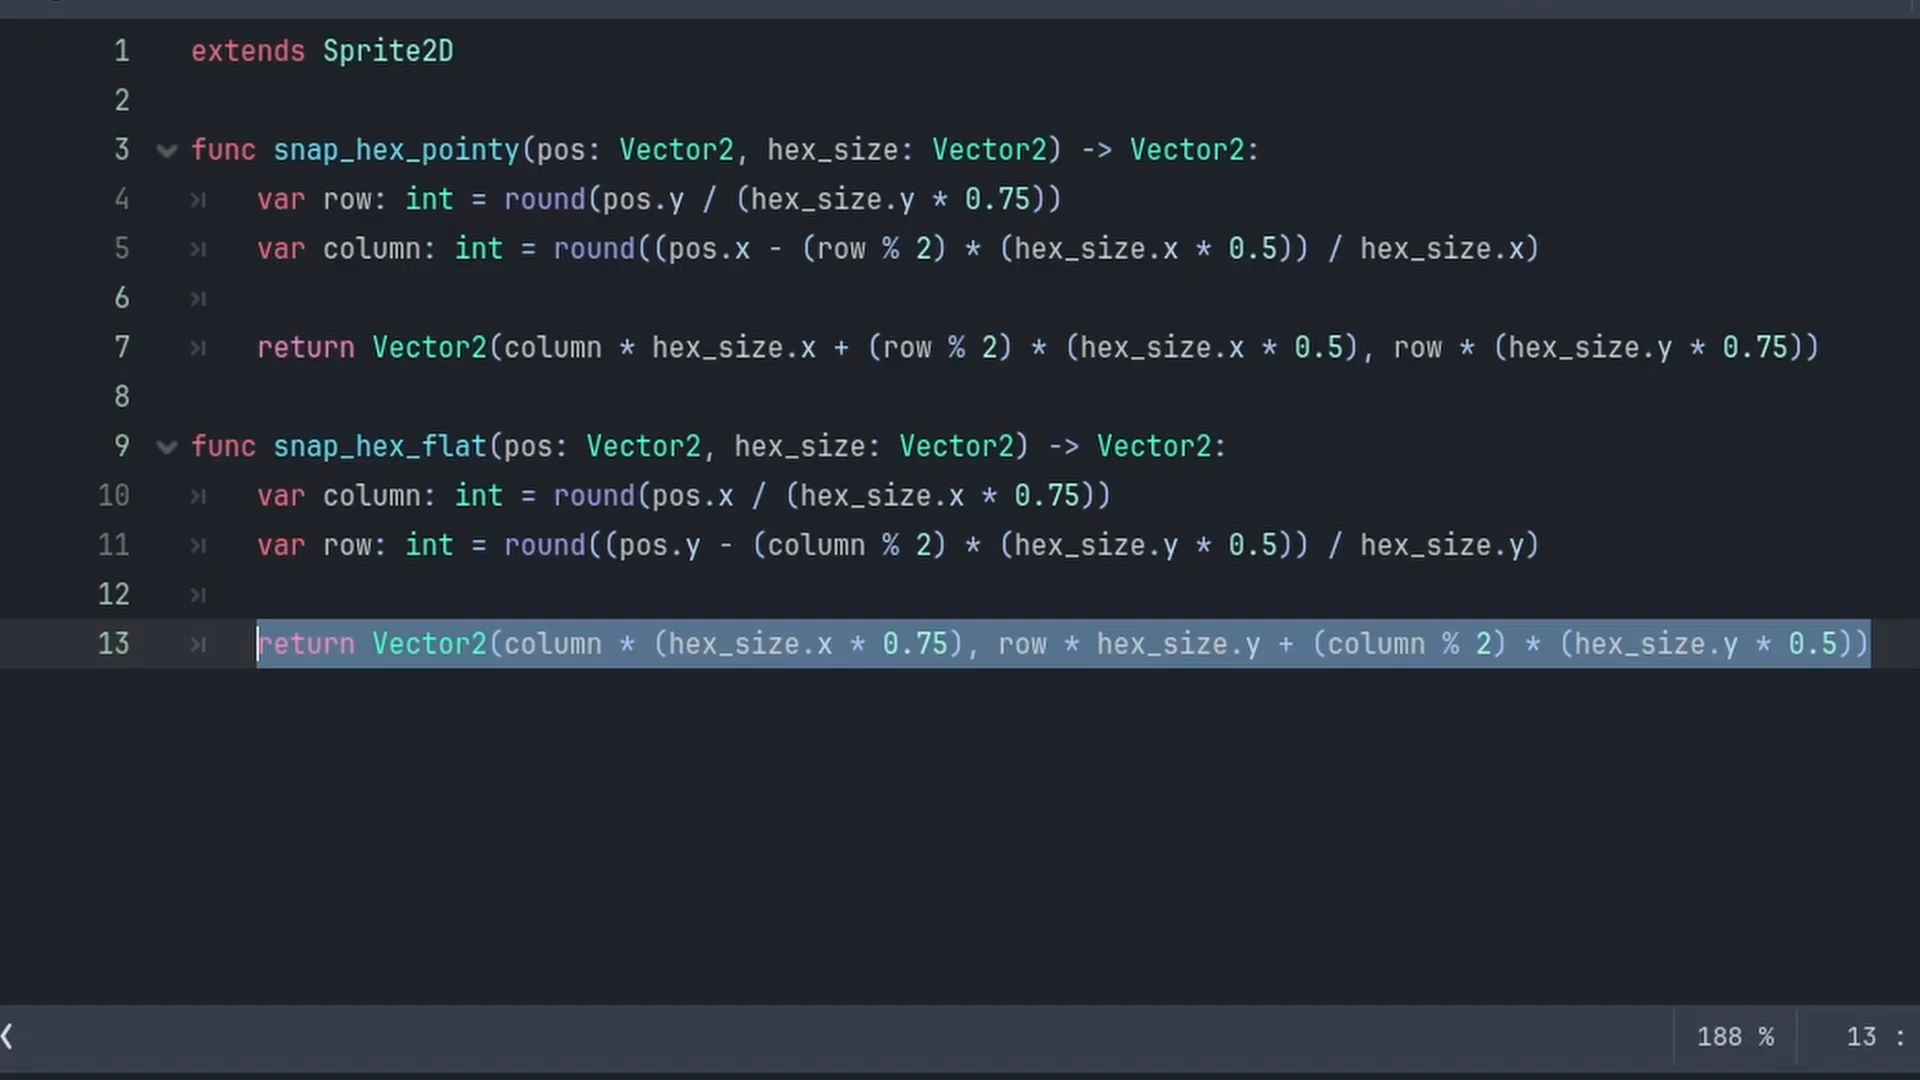 1 extends Sprite2D
2
3 func snap_hex_pointy(pos: Vector2, hex_size: Vector2) -> Vector2:
4 var row: int = round(pos.y / (hex_size.y * 0.75))
5 var column: int = round((pos.x - (row % 2) * (hex_size.x * 0.5)) / hex_size.x)
6
7 return Vector2(column * hex_size.x + (row % 2) * (hex_size.x * 0.5), row * (hex_size.y * 0.75))
8
9 func snap_hex_flat(pos: Vector2, hex_size: Vector2) -> Vector2:
10 var column: int = round(pos.x / (hex_size.x * 0.75))
11 var row: int = round((pos.y - (column % 2) * (hex_size.y * 0.5)) / hex_size.y)
12
13 return Vector2(column * (hex_size.x * 0.75), row * hex_size.y + (column % 2) * (hex_size.y * 0.5))
188 % 13 :